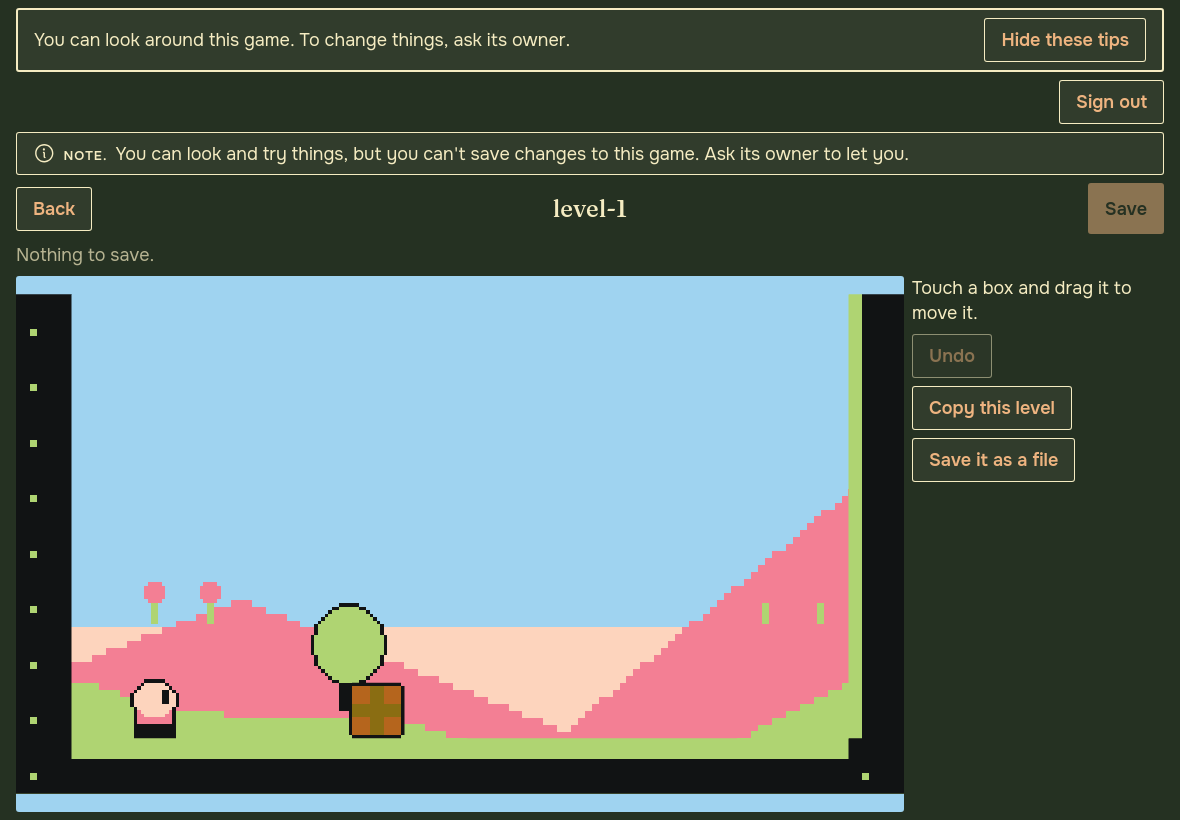 You can look around this game. To change things, ask its owner.
Hide these tips
Sign out
NOTE. You can look and try things, but you can't save changes to this game. Ask its owner to let you.
Back
level-1
Save
Nothing to save.
Touch a box and drag it to
move it.
Undo
Copy this level
Save it as a file